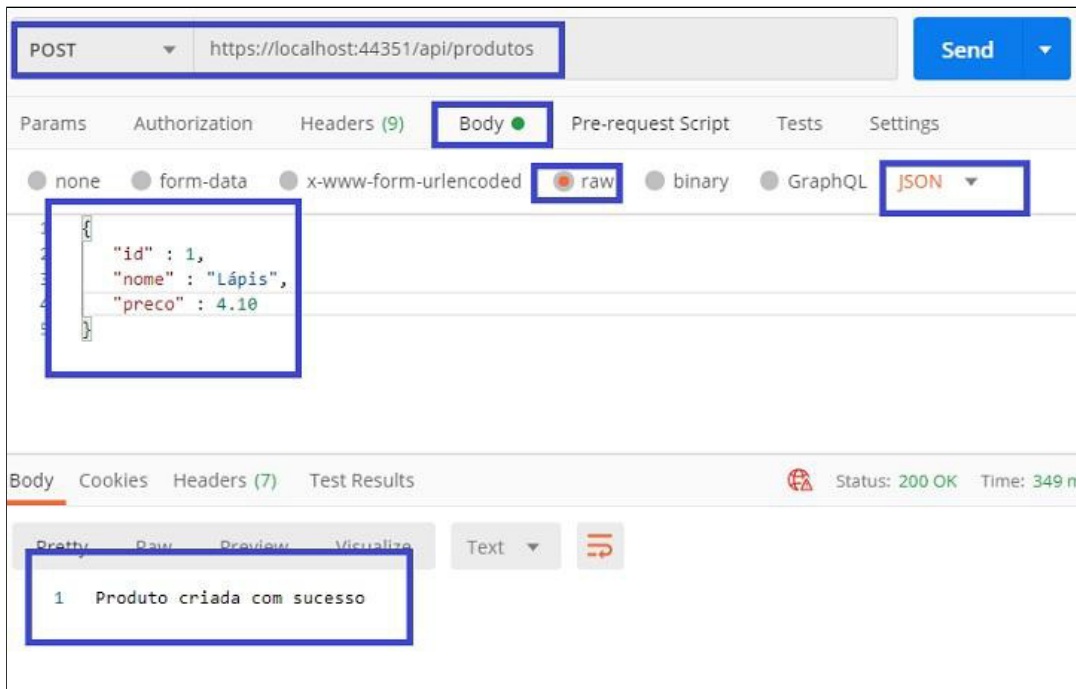 POST https://localhost:44351/api/produtos Send
Params Authorization Headers (9) Body Pre-request Script Tests Settings
none form-data x-www-form-urlencoded raw binary GraphQL JSON
1 {
2 "id" : 1,
3 "nome" : "Lápis",
4 "preco" : 4.10
5 }
Body Cookies Headers (7) Test Results Status: 200 OK Time: 349 m
Pretty Raw Preview Visualize Text
1 Produto criada com sucesso